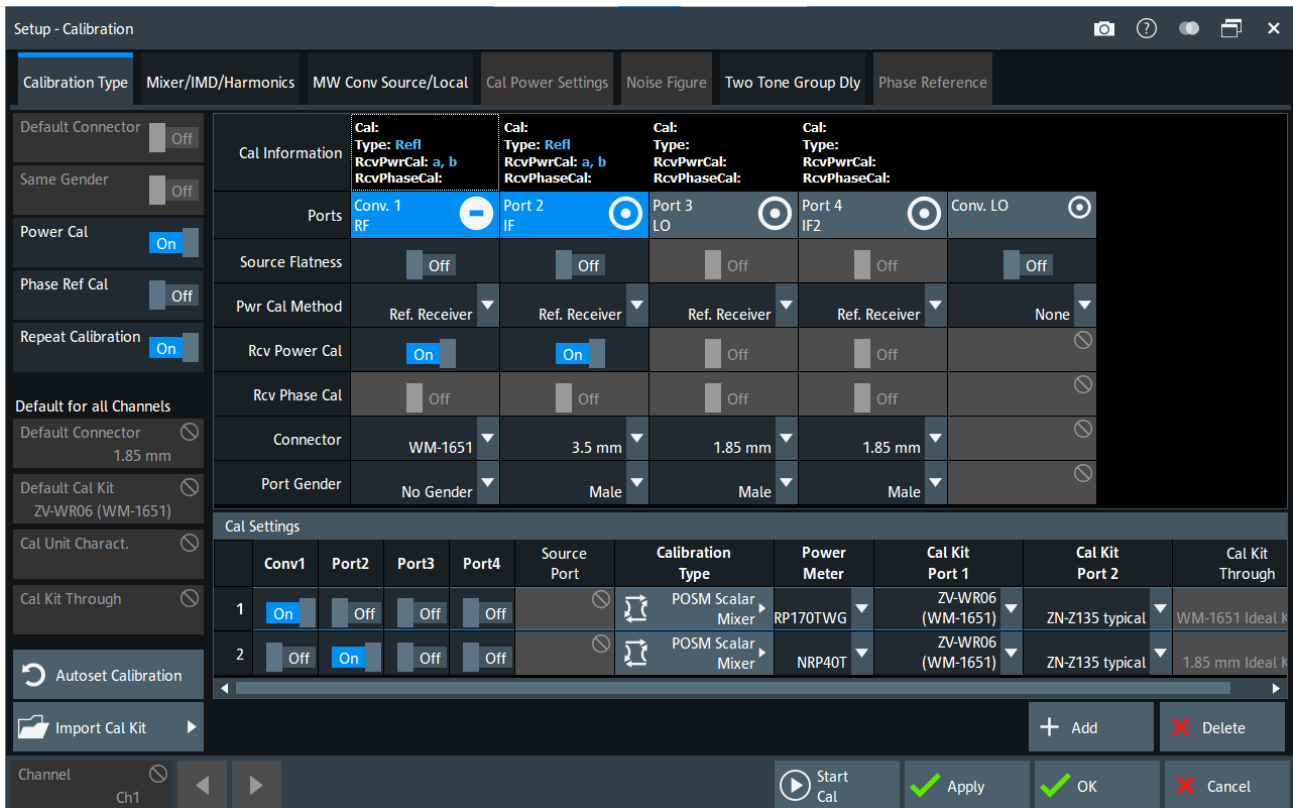 Setup - Calibration
Calibration Type Mixer/IMD/Harmonics MW Conv Source/Local Cal Power Settings Noise Figure Two Tone Group Dly Phase Reference
Default Connector
Off
Same Gender
Off
Power Cal
On
Phase Ref Cal
Off
Repeat Calibration
On
Default for all Channels
Default Connector
1.85 mm
Default Cal Kit
ZV-WR06 (WM-1651)
Cal Unit Charact.
Cal Kit Through
Autoset Calibration
Import Cal Kit
Cal Information
Cal:
Type: Refl
RcvPwrCal: a, b
RcvPhaseCal:
Cal:
Type: Refl
RcvPwrCal: a, b
RcvPhaseCal:
Cal:
Type:
RcvPwrCal:
RcvPhaseCal:
Cal:
Type:
RcvPwrCal:
RcvPhaseCal:
Ports
Conv. 1
RF
Port 2
IF
Port 3
LO
Port 4
IF2
Conv. LO
Source Flatness Off Off Off Off Off
Pwr Cal Method Ref. Receiver Ref. Receiver Ref. Receiver Ref. Receiver None
Rcv Power Cal On On Off Off
Rcv Phase Cal Off Off Off Off
Connector WM-1651 3.5 mm 1.85 mm 1.85 mm
Port Gender No Gender Male Male Male
Cal Settings
Conv1 Port2 Port3 Port4
Source
Port
Calibration
Type
Power
Meter
Cal Kit
Port 1
Cal Kit
Port 2
Cal Kit
Through
1 On Off Off Off
POSM Scalar
Mixer
RP170TWG
ZV-WR06
(WM-1651)
ZN-Z135 typical
WM-1651 Ideal K
2 Off On Off Off
POSM Scalar
Mixer
NRP40T
ZV-WR06
(WM-1651)
ZN-Z135 typical
1.85 mm Ideal K
Add
Delete
Channel
Ch1
Start
Cal
Apply
OK
Cancel